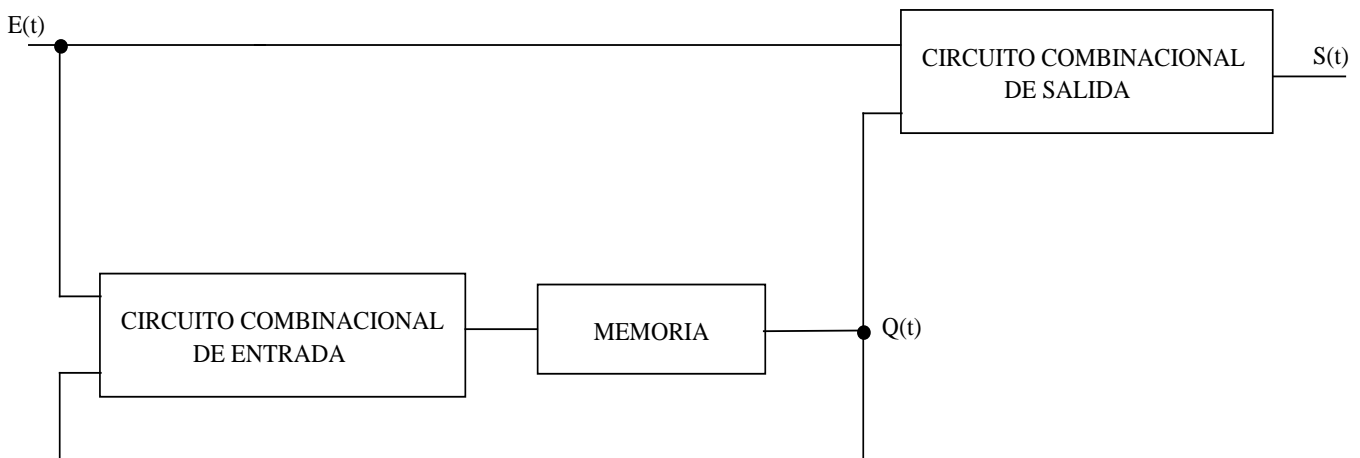 E(t)
CIRCUITO COMBINACIONAL
DE SALIDA
S(t)
CIRCUITO COMBINACIONAL
DE ENTRADA
MEMORIA
Q(t)